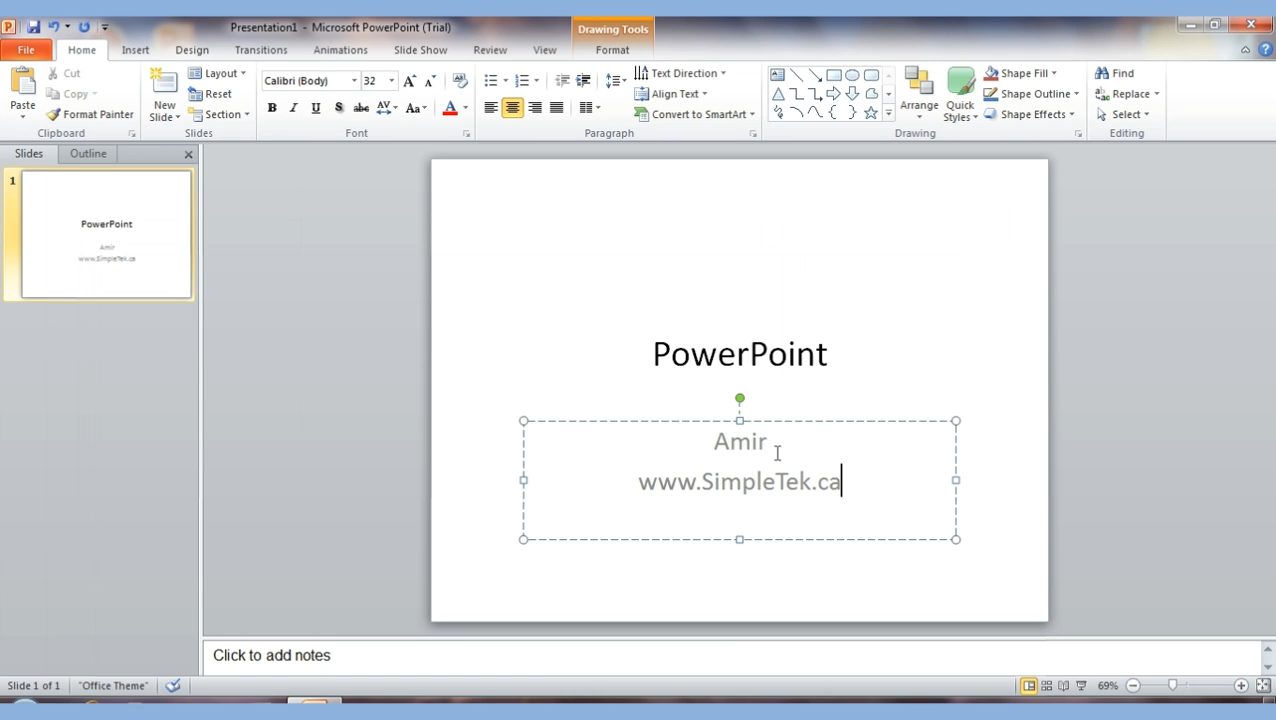 Presentation1 - Microsoft PowerPoint (Trial)
Drawing Tools
File Home Insert Design Transitions Animations Slide Show Review View Format
Paste
Cut
Copy
Format Painter
Clipboard
New Slide
Layout
Reset
Section
Slides
Calibri (Body) 32
B I U S abc AV Aa A
Font
Text Direction
Align Text
Convert to SmartArt
Paragraph
Arrange
Quick Styles
Shape Fill
Shape Outline
Shape Effects
Drawing
Find
Replace
Select
Editing
Slides Outline
1
PowerPoint
Amir
www.SimpleTek.ca
PowerPoint
Amir
www.SimpleTek.ca
Click to add notes
Slide 1 of 1 "Office Theme" 69%